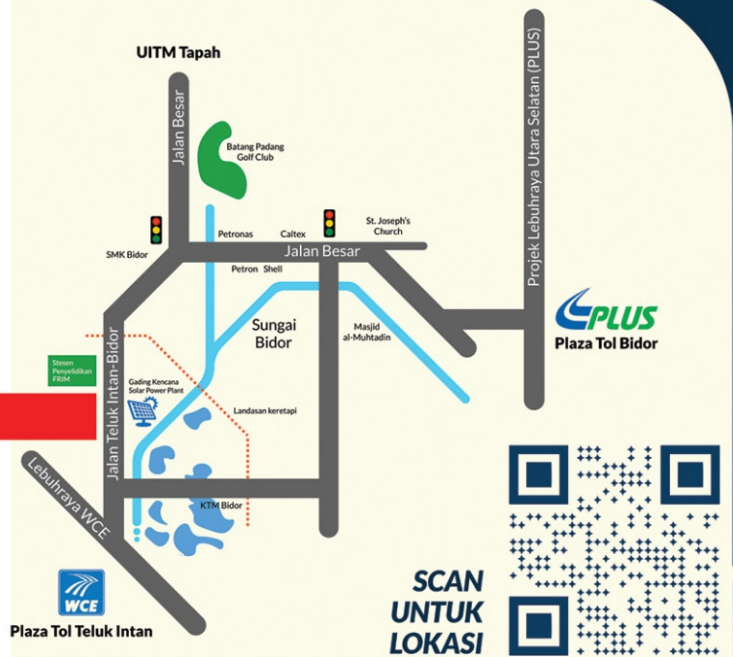 UITM Tapah
Jalan Besar
Batang Padang
Golf Club
Projek Lebuhraya Utara Selatan (PLUS)
Petronas
Caltex
St. Joseph's
Church
SMK Bidor
Jalan Besar
Petron Shell
PLUS
Plaza Tol Bidor
Sungai
Bidor
Masjid
al-Muhtadin
Stesen
Penyelidikan
FRIM
Jalan Teluk Intan-Bidor
Gading Kencana
Solar Power Plant
Landasan keretapi
Lebuhraya WCE
KTM Bidor
WCE
Plaza Tol Teluk Intan
SCAN
UNTUK
LOKASI